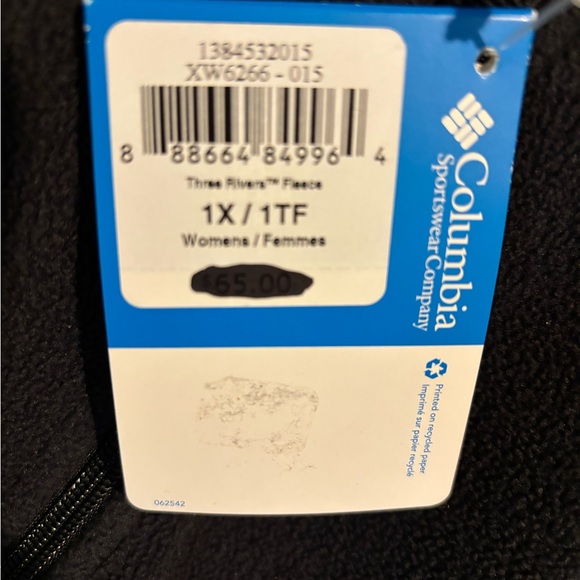 1384532015
XW6266 - 015
8 88664 84996 4
Three Rivers™ Fleece
1X / 1TF
Womens / Femmes
$65.00
Columbia
Sportswear Company
Printed on recycled paper
Imprimé sur papier recyclé
062542